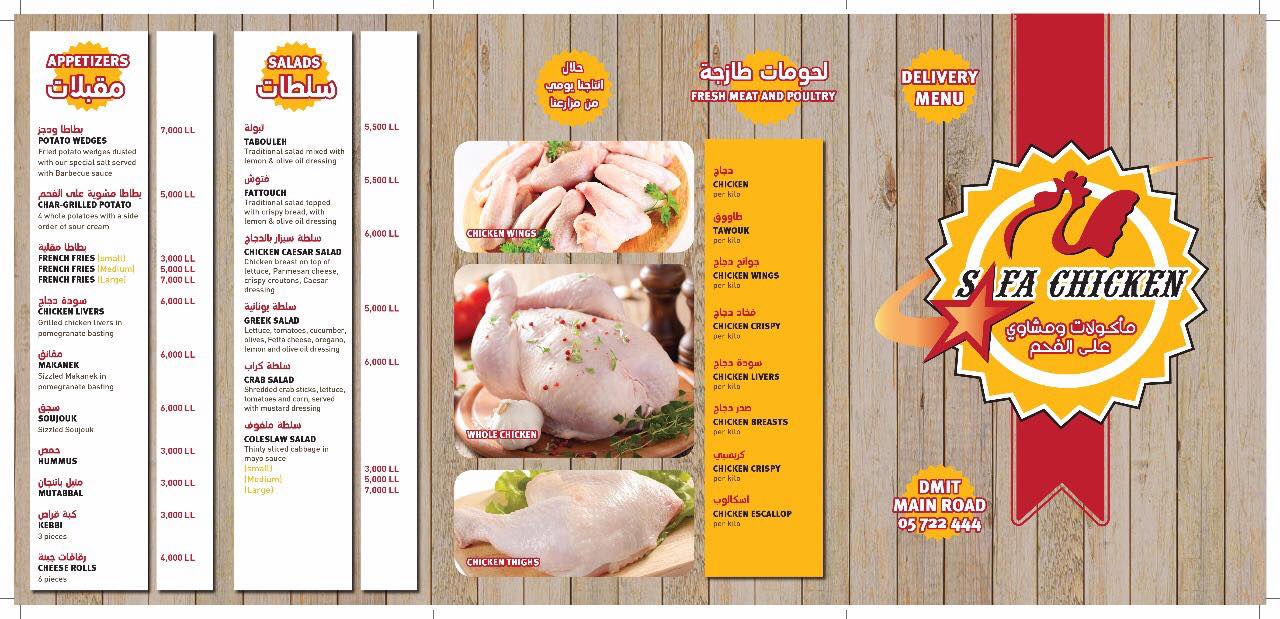 APPETIZERS
مقبلات
بطاطا ودجز
POTATO WEDGES
7,000 LL
Fried potato wedges dusted
with our special salt served
with Barbecue sauce
بطاطا مشوية على الفحم
CHAR-GRILLED POTATO
5,000 LL
4 whole potatoes with a side
order of sour cream
بطاطا مقلية
FRENCH FRIES (small) 3,000 LL
FRENCH FRIES (Medium) 5,000 LL
FRENCH FRIES (Large) 7,000 LL
سودة دجاج
CHICKEN LIVERS
6,000 LL
Grilled chicken livers in
pomegranate basting
مقانق
MAKANEK
6,000 LL
Sizzled Makanek in
pomegranate basting
سجق
SOUJOUK
6,000 LL
Sizzled Soujouk
حمص
HUMMUS
3,000 LL
متبل باتنجان
MUTABBAL
3,000 LL
كبة قراص
KEBBI
3,000 LL
3 pieces
رقاقات جبنة
CHEESE ROLLS
4,000 LL
6 pieces
SALADS
سلطات
تبولة
TABOULEH
5,500 LL
Traditional salad mixed with
lemon & olive oil dressing
فتوش
FATTOUCH
5,500 LL
Traditional salad topped
with crispy bread, with
lemon & olive oil dressing
سلطة سيزار بالدجاج
CHICKEN CAESAR SALAD
6,000 LL
Chicken breast on top of
lettuce, Parmesan cheese,
crispy croutons, Caesar
dressing
سلطة يونانية
GREEK SALAD
5,000 LL
Lettuce, tomatoes, cucumber,
olives, Fetta cheese, oregano,
lemon and olive oil dressing
سلطة كراب
CRAB SALAD
6,000 LL
Shredded crab sticks, lettuce,
tomatoes and corn, served
with mustard dressing
سلطة ملفوف
COLESLAW SALAD
Thinly sliced cabbage in
mayo sauce
(small) 3,000 LL
(Medium) 5,000 LL
(Large) 7,000 LL
حلال
انتاجنا يومي
من مزارعنا
CHICKEN WINGS
WHOLE CHICKEN
CHICKEN THIGHS
لحومات طازجة
FRESH MEAT AND POULTRY
دجاج
CHICKEN
per kilo
طاووق
TAWOUK
per kilo
جوانح دجاج
CHICKEN WINGS
per kilo
فخاد دجاج
CHICKEN CRISPY
per kilo
سودة دجاج
CHICKEN LIVERS
per kilo
صدر دجاج
CHICKEN BREASTS
per kilo
كريسبي
CHICKEN CRISPY
per kilo
اسكالوب
CHICKEN ESCALLOP
per kilo
DELIVERY
MENU
SAFA CHICKEN
مأكولات ومشاوي
على الفحم
DMIT
MAIN ROAD
05 722 444